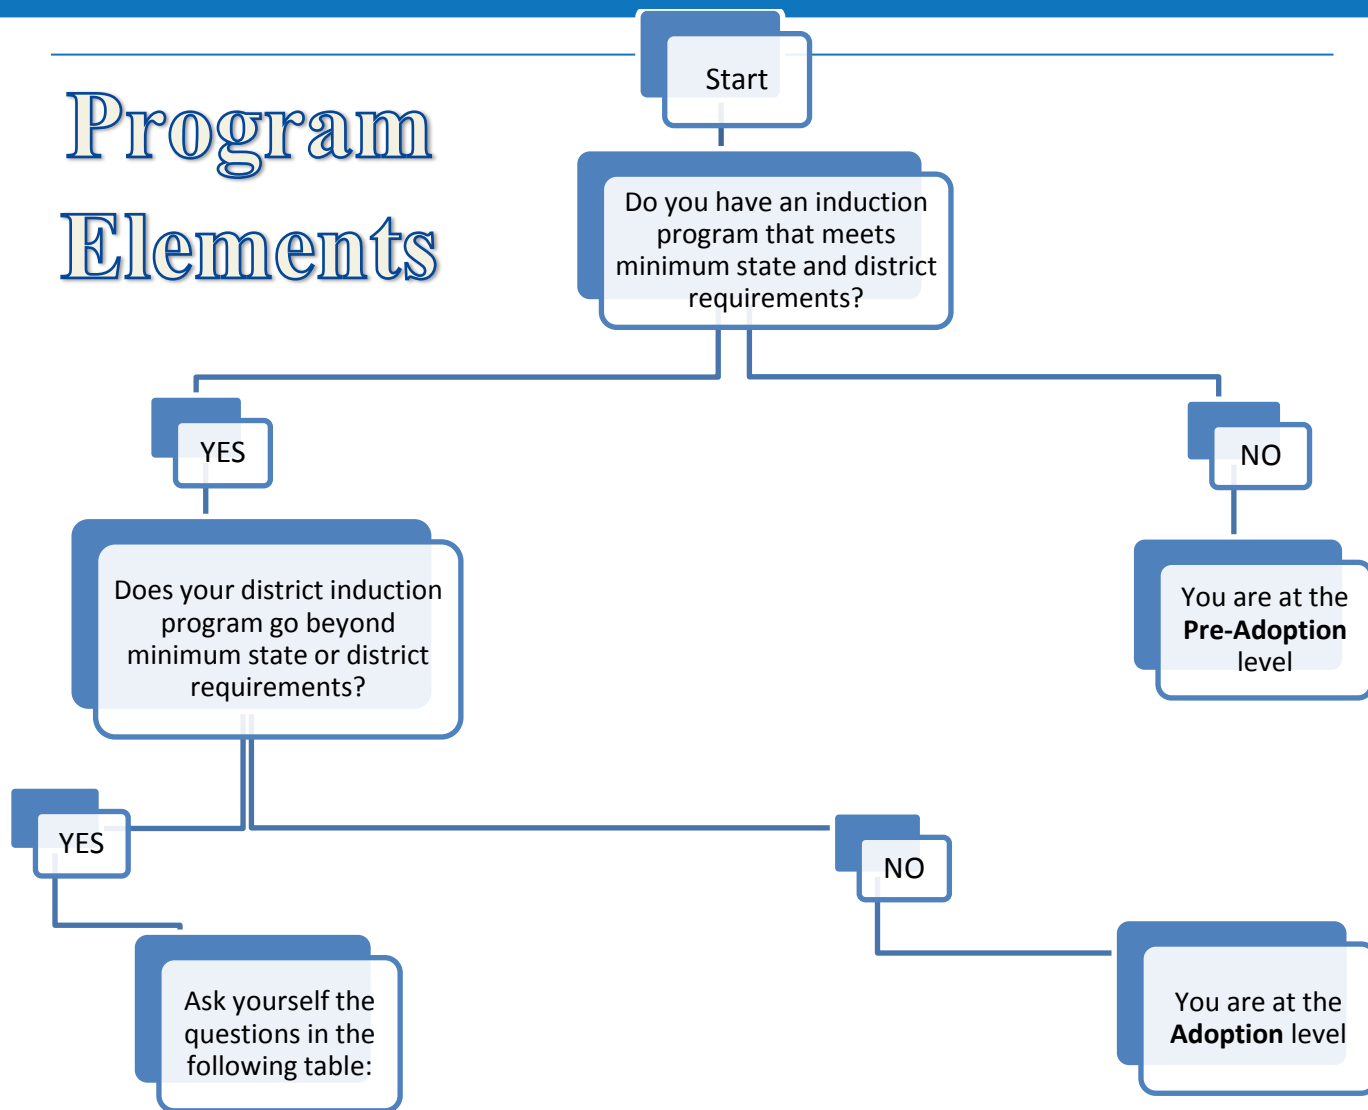 Start
Program
Elements
Do you have an induction
program that meets
minimum state and district
requirements?
YES
NO
Does your district induction
program go beyond
minimum state or district
requirements?
You are at the
Pre-Adoption
level
YES
NO
Ask yourself the
questions in the
following table:
You are at the
Adoption level